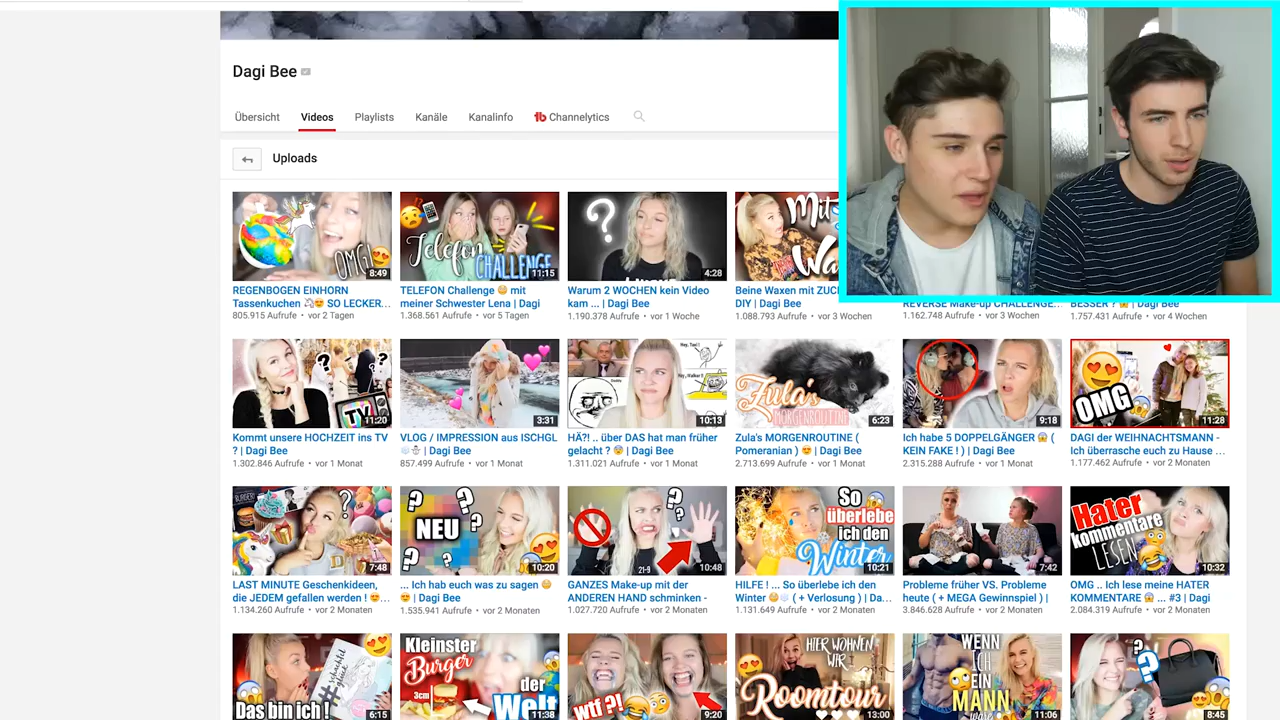 Dagi Bee
Übersicht Videos Playlists Kanäle Kanalinfo Channelytics
Uploads
OMG!
8:49
Telefon
CHALLENGE
11:15
?
4:28
Mit
Wa
REGENBOGEN EINHORN
Tassenkuchen 🦄😍 SO LECKER...
805.915 Aufrufe • vor 2 Tagen
TELEFON Challenge 😳 mit
meiner Schwester Lena | Dagi
1.368.561 Aufrufe • vor 5 Tagen
Warum 2 WOCHEN kein Video
kam ... | Dagi Bee
1.190.378 Aufrufe • vor 1 Woche
Beine Waxen mit ZUC
DIY | Dagi Bee
1.088.793 Aufrufe • vor 3 Wochen
REVERSE Make-up CHALLENGE...
1.162.748 Aufrufe • vor 3 Wochen
BESSER ? 😱 | Dagi Bee
1.757.431 Aufrufe • vor 4 Wochen
? ?
TV
11:20
3:31
10:13
Zula's
MORGENROUTINE
6:23
9:18
OMG
11:28
Kommt unsere HOCHZEIT ins TV
? | Dagi Bee
1.302.846 Aufrufe • vor 1 Monat
VLOG / IMPRESSION aus ISCHGL
❄️⛄ | Dagi Bee
857.499 Aufrufe • vor 1 Monat
HÄ?! .. über DAS hat man früher
gelacht ? 😨 | Dagi Bee
1.311.021 Aufrufe • vor 1 Monat
Zula's MORGENROUTINE (
Pomeranian ) 😍 | Dagi Bee
2.713.699 Aufrufe • vor 1 Monat
Ich habe 5 DOPPELGÄNGER 😱 (
KEIN FAKE ! ) | Dagi Bee
2.315.288 Aufrufe • vor 1 Monat
DAGI der WEIHNACHTSMANN -
Ich überrasche euch zu Hause ...
1.177.462 Aufrufe • vor 2 Monaten
?
7:48
? ? ? ?
NEU
10:20
? ?
21-9
10:48
So
überlebe
ich den
Winter
10:21
7:42
Hater
kommentare
LESEN
10:32
LAST MINUTE Geschenkideen,
die JEDEM gefallen werden ! 😍...
1.134.260 Aufrufe • vor 2 Monaten
... Ich hab euch was zu sagen 😳
😍 | Dagi Bee
1.535.941 Aufrufe • vor 2 Monaten
GANZES Make-up mit der
ANDEREN HAND schminken -
1.027.720 Aufrufe • vor 2 Monaten
HILFE ! ... So überlebe ich den
Winter 😳❄️ ( + Verlosung ) | Da...
1.131.649 Aufrufe • vor 2 Monaten
Probleme früher VS. Probleme
heute ( + MEGA Gewinnspiel ) |
3.846.628 Aufrufe • vor 2 Monaten
OMG .. Ich lese meine HATER
KOMMENTARE 😱 ... #3 | Dagi
2.084.319 Aufrufe • vor 2 Monaten
Das bin ich !
6:15
Kleinster
Burger
3cm
der
Welt
11:38
Wtf ?!
9:20
HIER WOHNEN
WIR
Roomtour
13:00
WENN
ICH
EIN
MANN
wäre
11:06
? ?
8:45